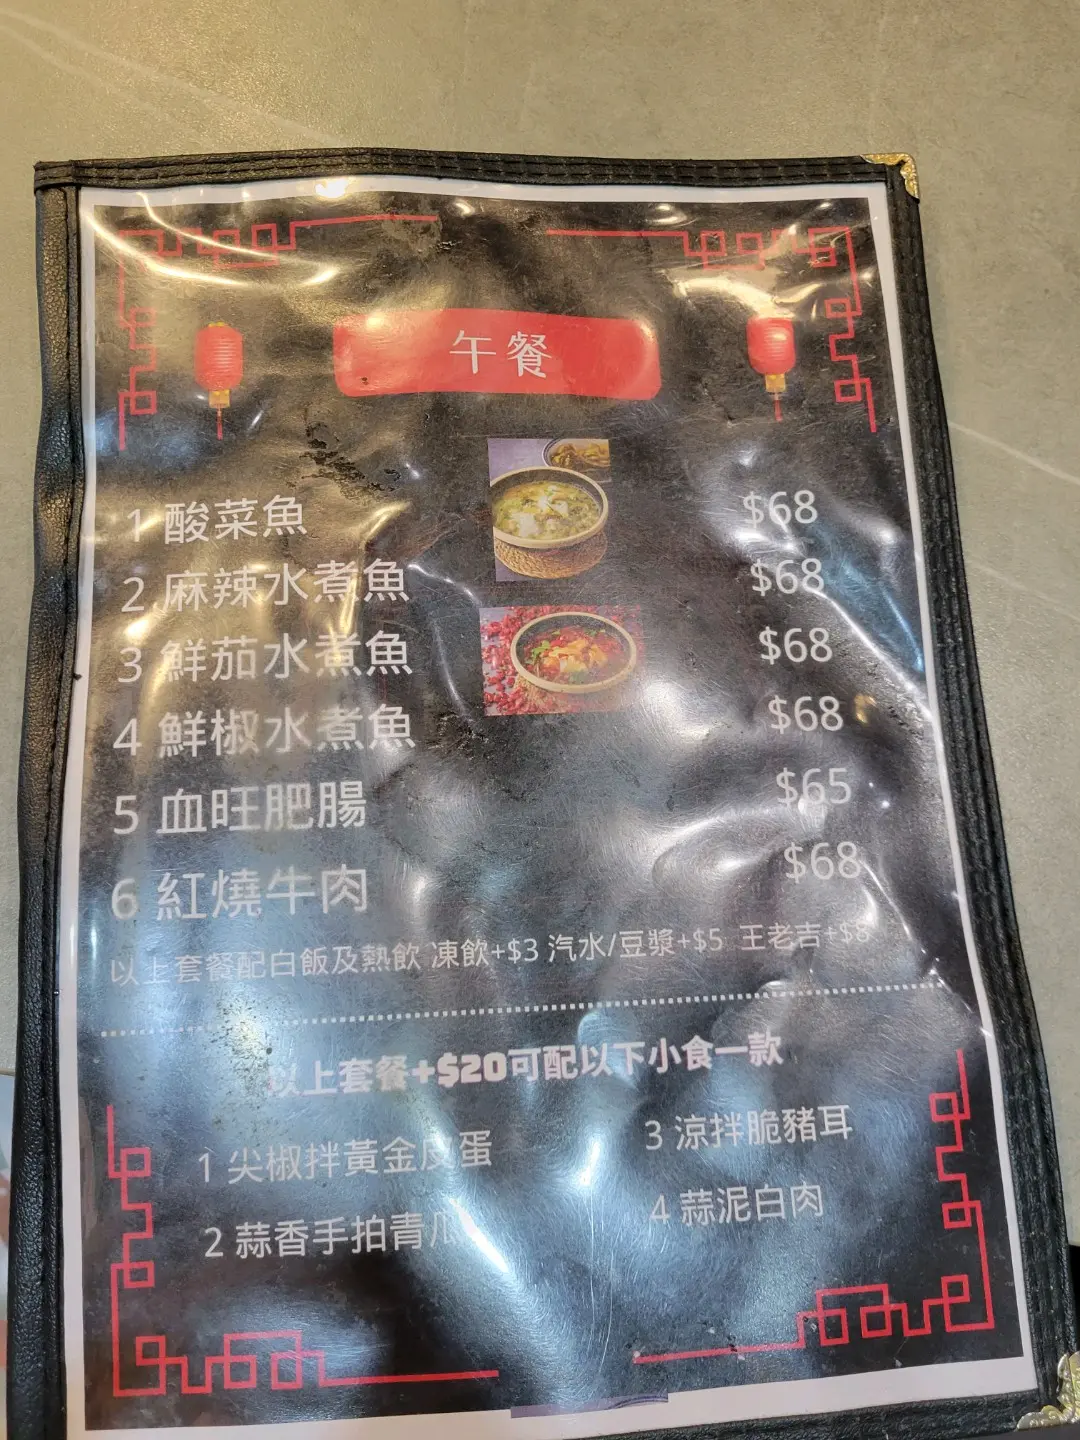 午餐
1 酸菜魚 $68
2 麻辣水煮魚 $68
3 鮮茄水煮魚 $68
4 鮮椒水煮魚 $68
5 血旺肥腸 $65
6 紅燒牛肉 $68
以上套餐配白飯及熱飲 凍飲+$3 汽水/豆漿+$5 王老吉+$8
以上套餐+$20可配以下小食一款
1 尖椒拌黃金皮蛋
2 蒜香手拍青瓜
3 涼拌脆豬耳
4 蒜泥白肉